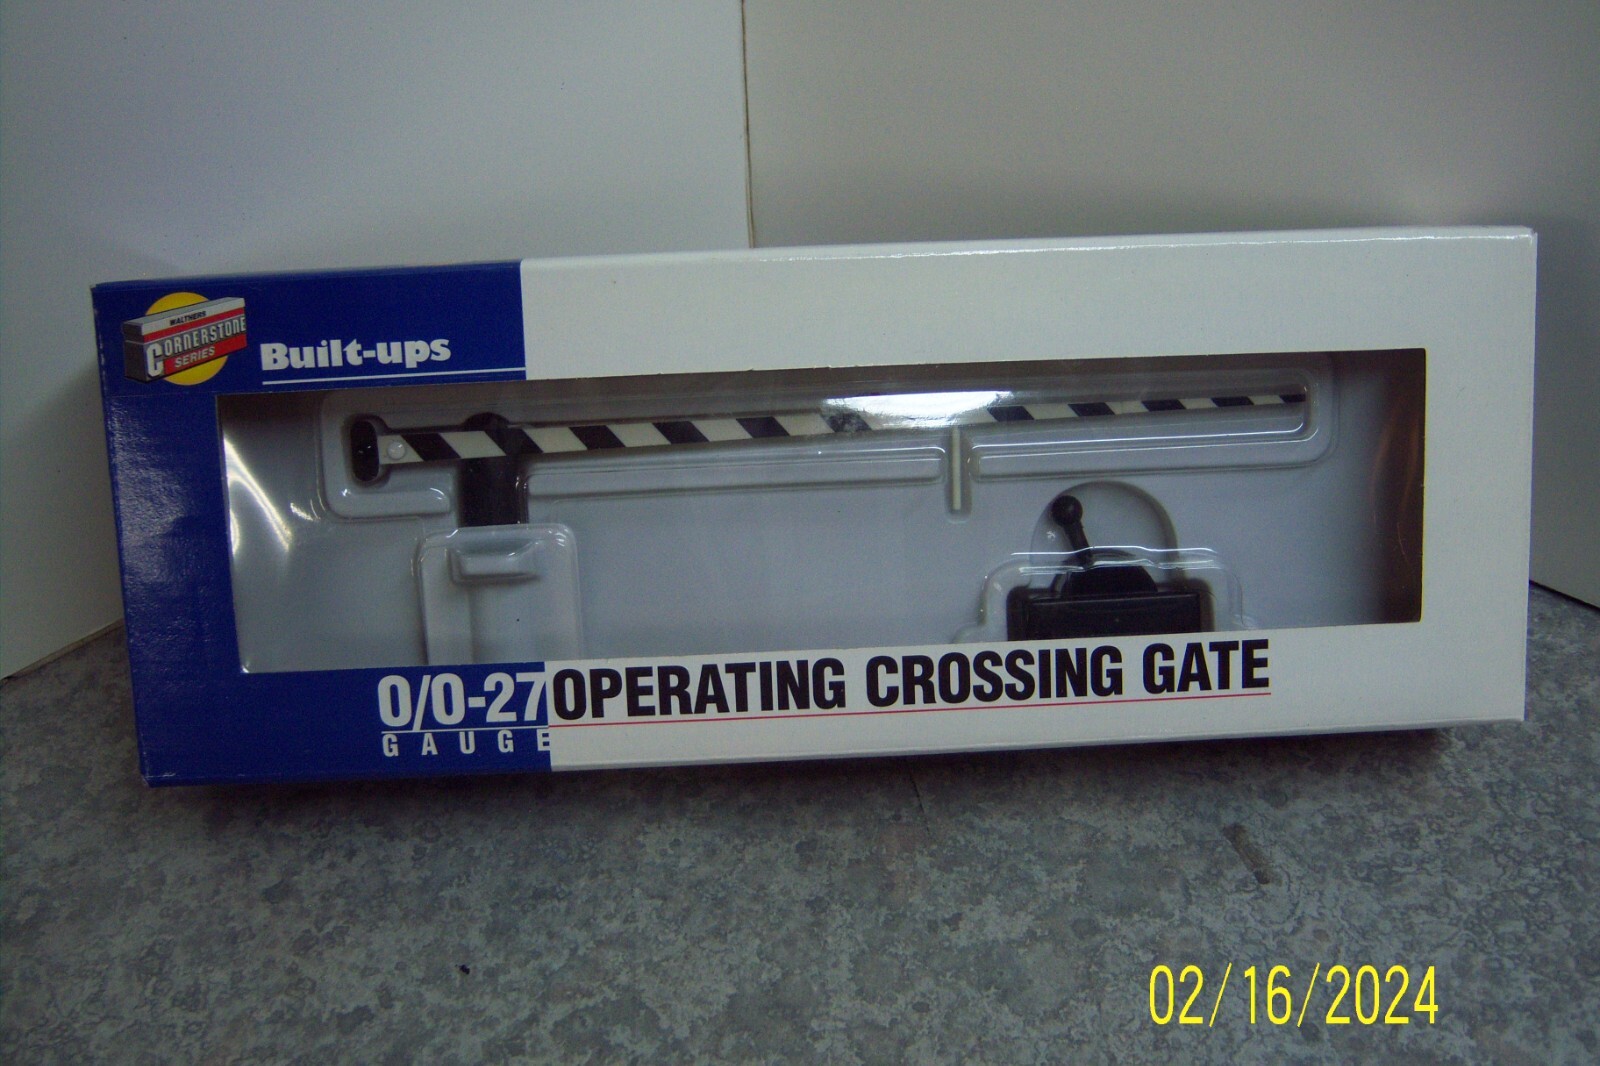 WALTHERS
CORNERSTONE
SERIES
Built-ups
O/O-27 OPERATING CROSSING GATE
GAUGE
02/16/2024